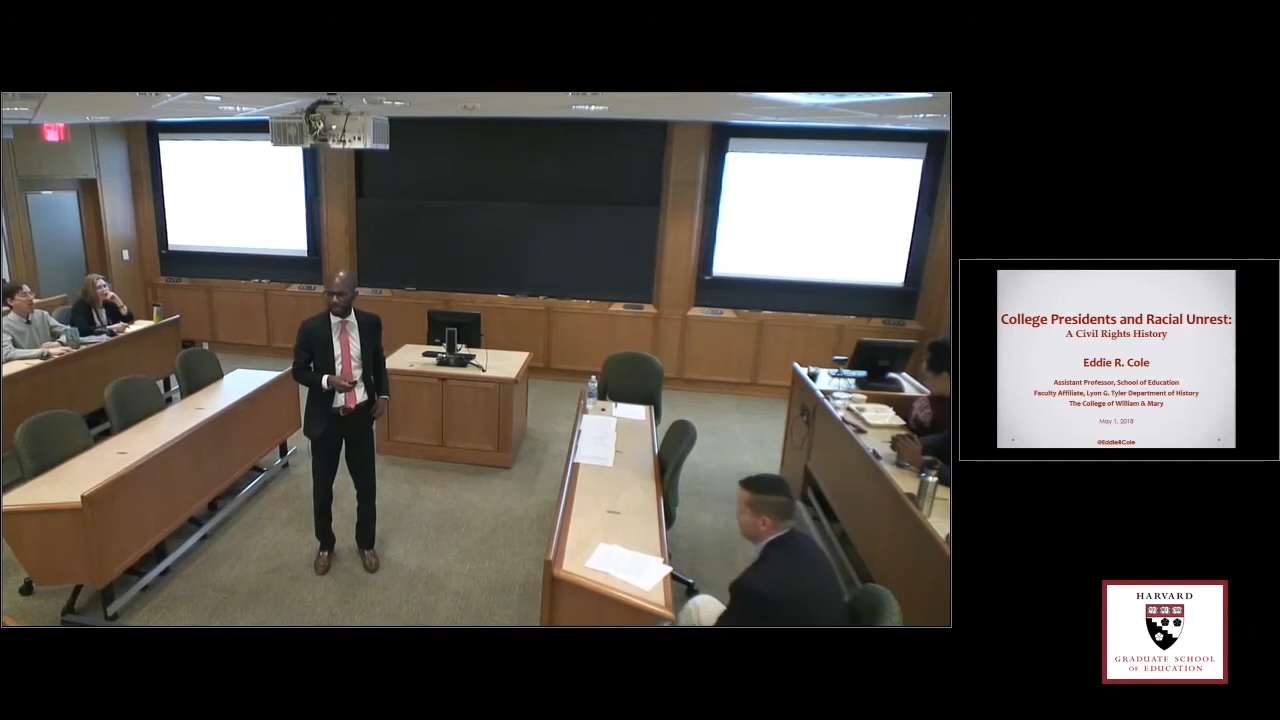 College Presidents and Racial Unrest:
A Civil Rights History
Eddie R. Cole
Assistant Professor, School of Education
Faculty Affiliate, Lyon G. Tyler Department of History
The College of William & Mary
May 1, 2018
@EddieRCole
HARVARD
GRADUATE SCHOOL
OF EDUCATION